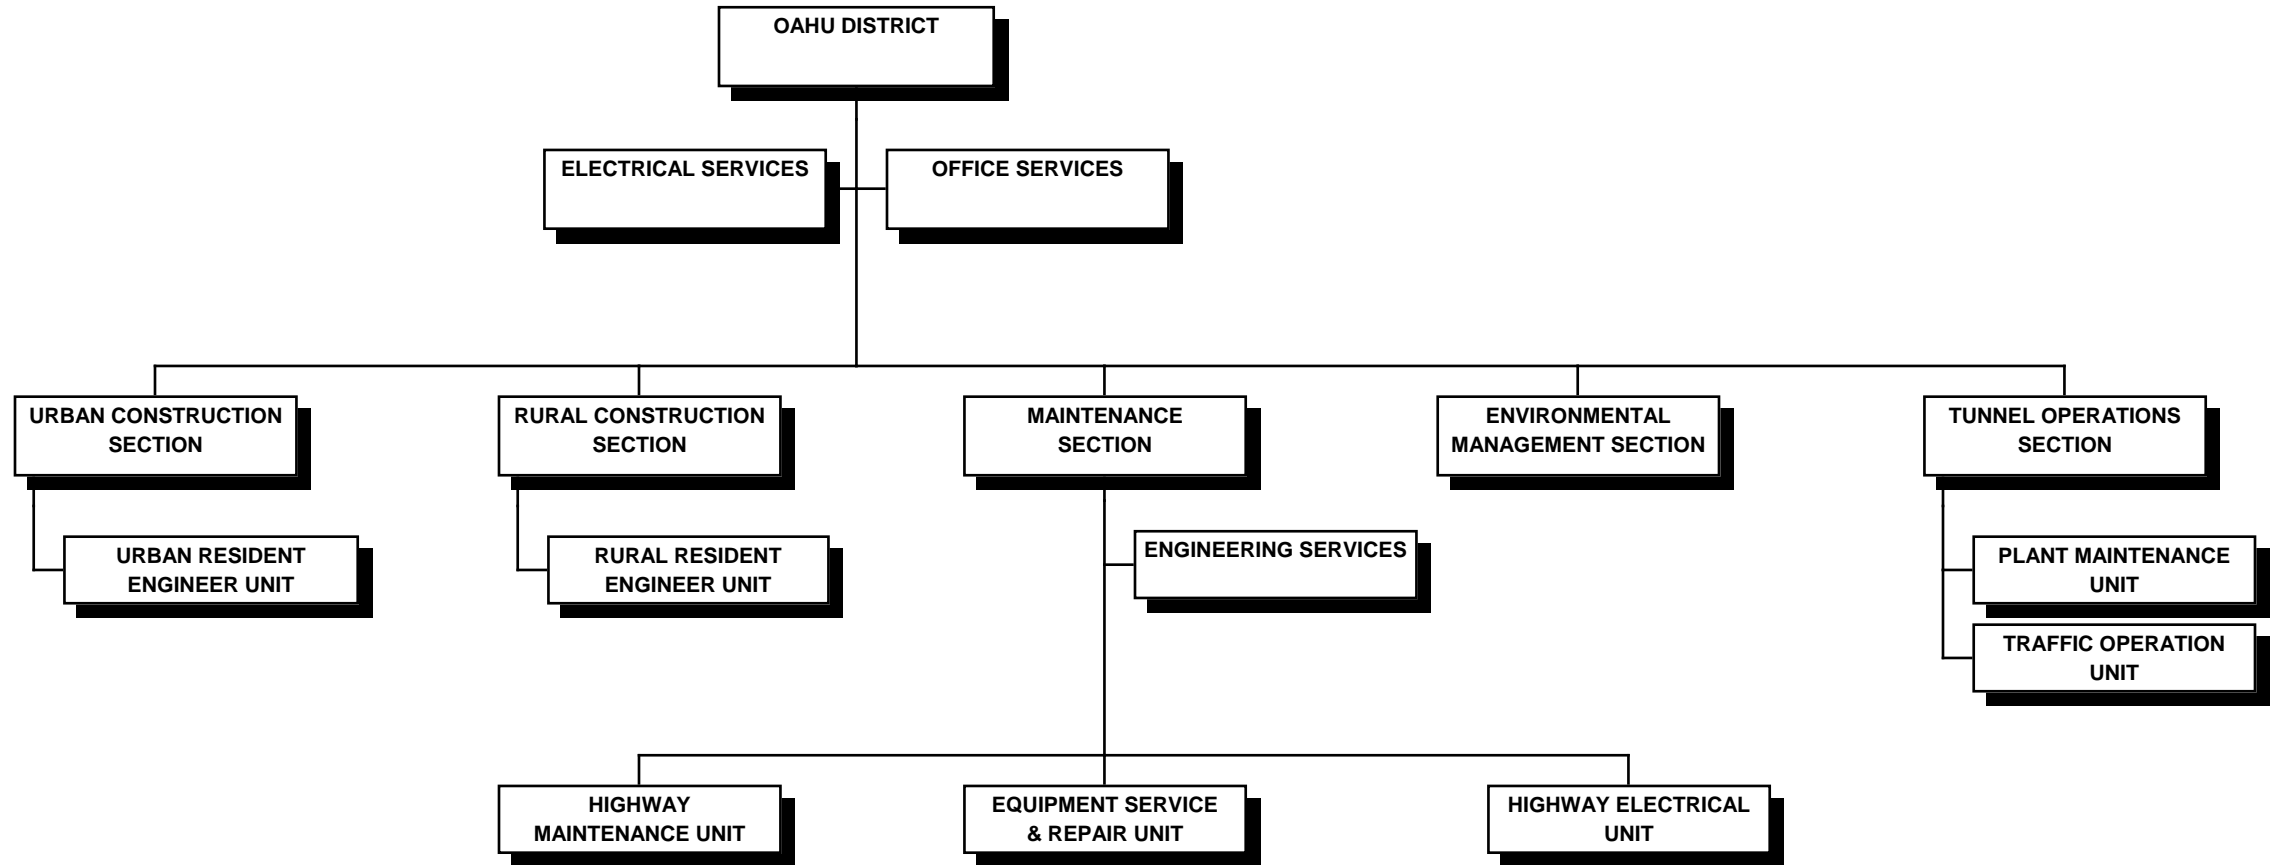 OAHU DISTRICT
ELECTRICAL SERVICES
OFFICE SERVICES
URBAN CONSTRUCTION
SECTION
RURAL CONSTRUCTION
SECTION
MAINTENANCE
SECTION
ENVIRONMENTAL
MANAGEMENT SECTION
TUNNEL OPERATIONS
SECTION
URBAN RESIDENT
ENGINEER UNIT
RURAL RESIDENT
ENGINEER UNIT
ENGINEERING SERVICES
PLANT MAINTENANCE
UNIT
TRAFFIC OPERATION
UNIT
HIGHWAY
MAINTENANCE UNIT
EQUIPMENT SERVICE
& REPAIR UNIT
HIGHWAY ELECTRICAL
UNIT